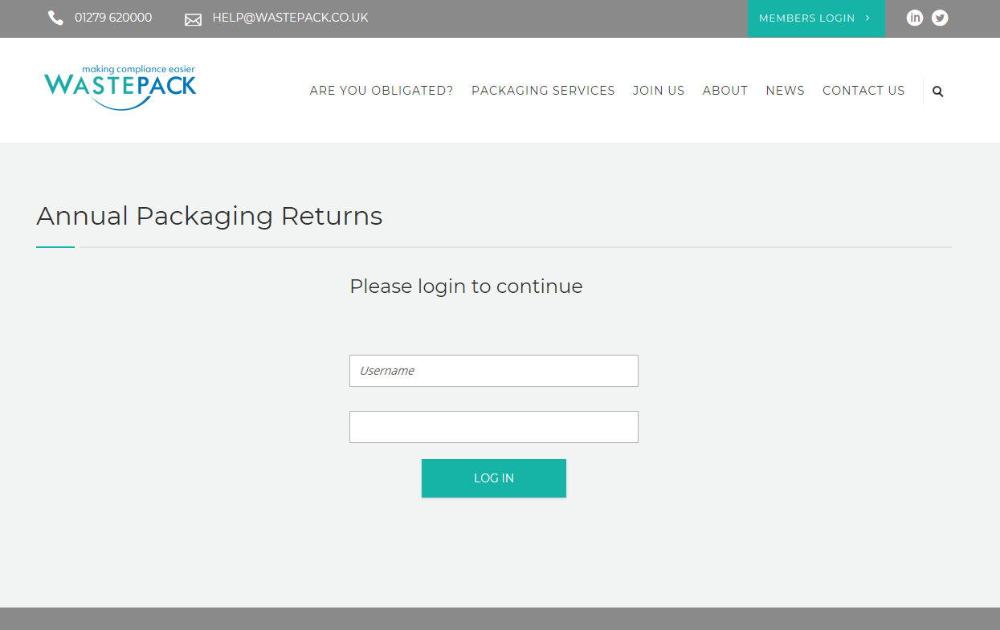 01279 620000
HELP@WASTEPACK.CO.UK
MEMBERS LOGIN
in
making compliance easier
WASTEPACK
ARE YOU OBLIGATED?
PACKAGING SERVICES
JOIN US
ABOUT
NEWS
CONTACT US
Annual Packaging Returns
Please login to continue
Username
LOG IN